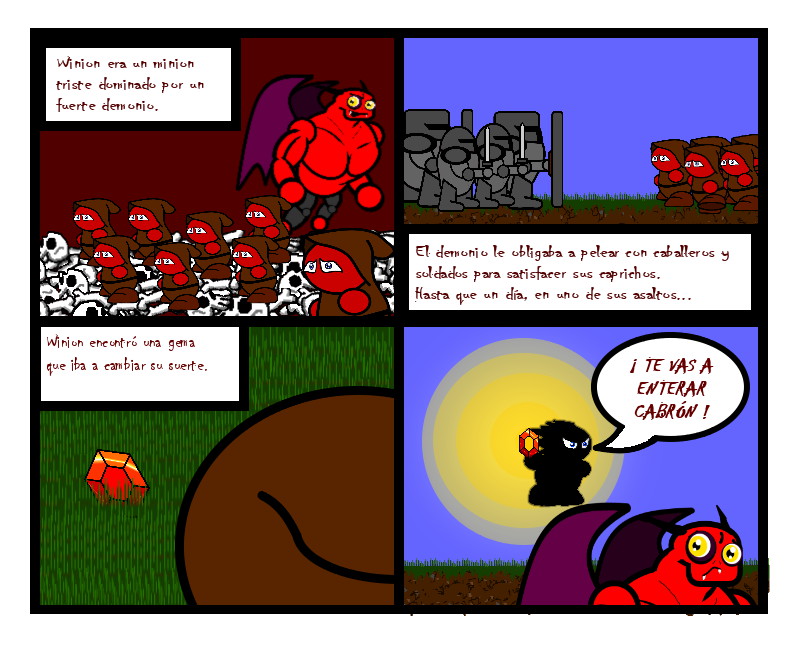 Winion era un minion
triste dominado por un
fuerte demonio.
El demonio le obligaba a pelear con caballeros y
soldados para satisfacer sus caprichos.
Hasta que un día, en uno de sus asaltos...
Winion encontró una gema
que iba a cambiar su suerte.
¡ TE VAS A
ENTERAR
CABRÓN !